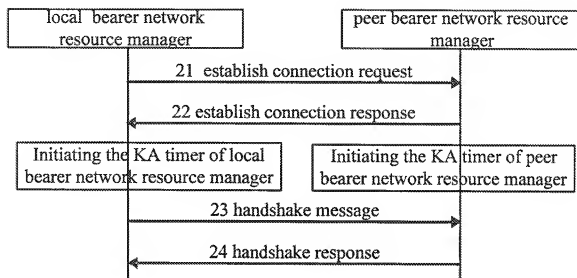 local bearer network
resource manager
peer bearer network resource
manager
21 establish connection request
22 establish connection response
Initiating the KA timer of local
bearer network resource manager
Initiating the KA timer of peer
bearer network resource manager
23 handshake message
24 handshake response